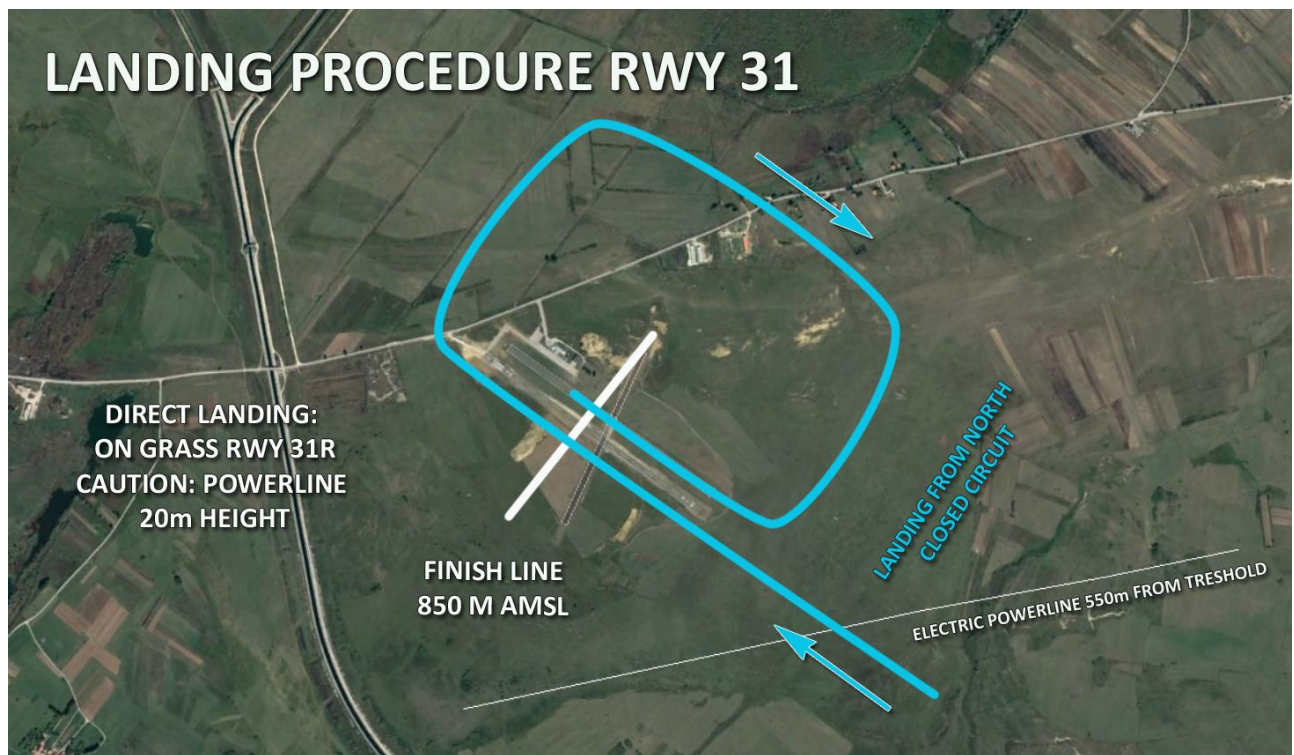 LANDING PROCEDURE RWY 31
DIRECT LANDING:
ON GRASS RWY 31R
CAUTION: POWERLINE
20m HEIGHT
FINISH LINE
850 M AMSL
LANDING FROM NORTH
CLOSED CIRCUIT
ELECTRIC POWERLINE 550m FROM TRESHOLD